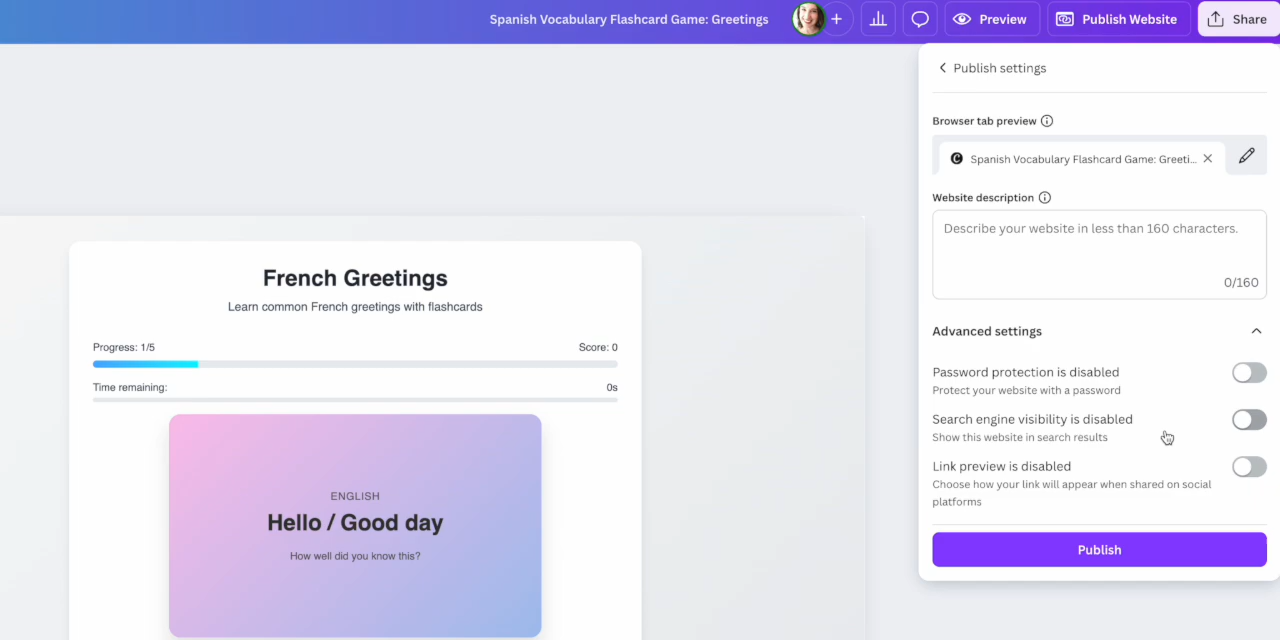 Spanish Vocabulary Flashcard Game: Greetings
Preview
Publish Website
Share
Publish settings
Browser tab preview
Spanish Vocabulary Flashcard Game: Greeti...
Website description
Describe your website in less than 160 characters.
0/160
Advanced settings
Password protection is disabled
Protect your website with a password
Search engine visibility is disabled
Show this website in search results
Link preview is disabled
Choose how your link will appear when shared on social
platforms
Publish
French Greetings
Learn common French greetings with flashcards
Progress: 1/5
Score: 0
Time remaining:
0s
ENGLISH
Hello / Good day
How well did you know this?